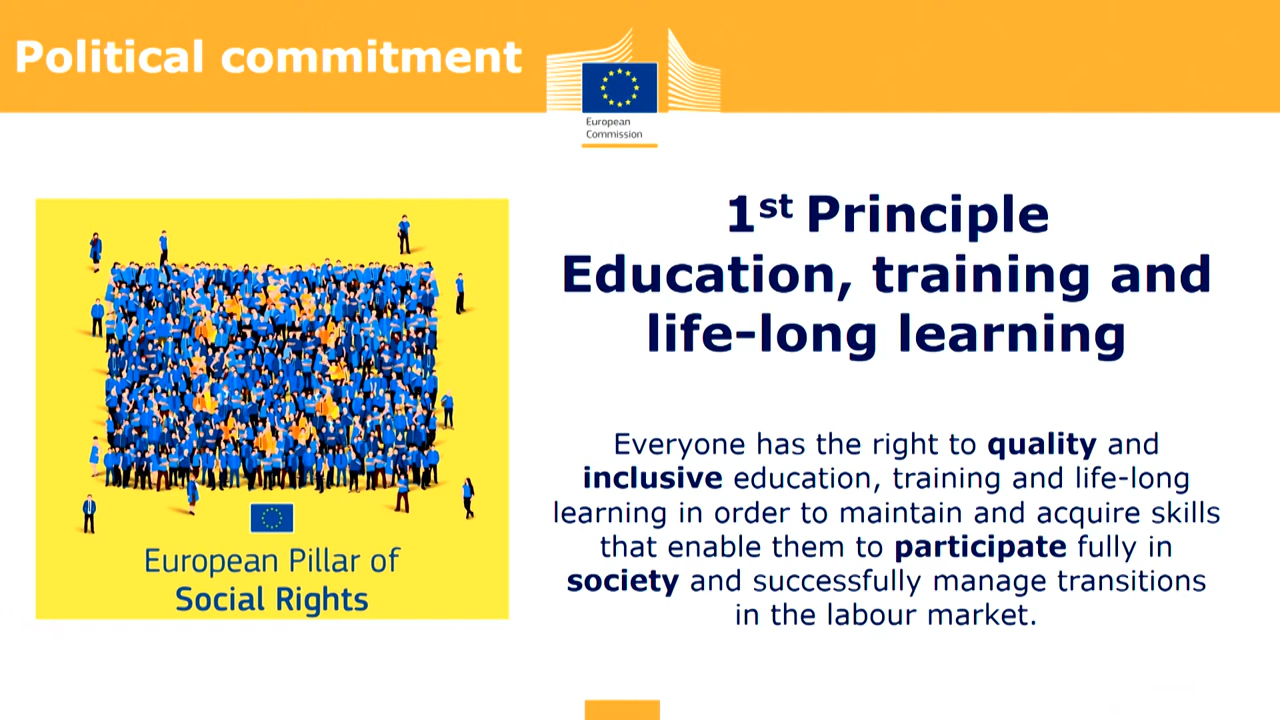 Political commitment
European
Commission
1st Principle
Education, training and
life-long learning
Everyone has the right to quality and
inclusive education, training and life-long
learning in order to maintain and acquire skills
that enable them to participate fully in
society and successfully manage transitions
in the labour market.
European Pillar of
Social Rights